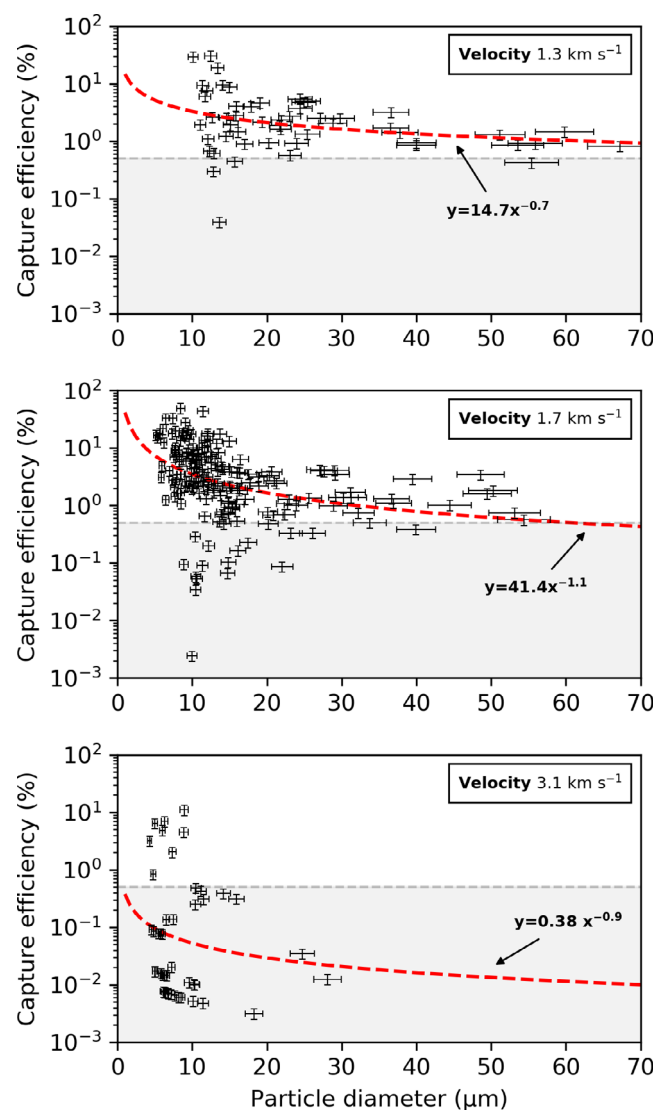 Capture efficiency (%)
10²
10¹
10⁰
10⁻¹
10⁻²
10⁻³
Velocity 1.3 km s⁻¹
y=14.7x⁻⁰·⁷
0 10 20 30 40 50 60 70
Capture efficiency (%)
10²
10¹
10⁰
10⁻¹
10⁻²
10⁻³
Velocity 1.7 km s⁻¹
y=41.4x⁻¹·¹
0 10 20 30 40 50 60 70
Capture efficiency (%)
10²
10¹
10⁰
10⁻¹
10⁻²
10⁻³
Velocity 3.1 km s⁻¹
y=0.38 x⁻⁰·⁹
0 10 20 30 40 50 60 70
Particle diameter (μm)